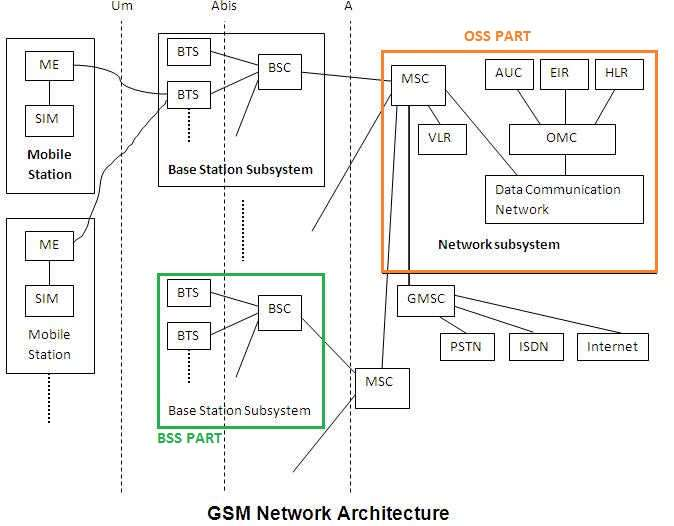 Um
Abis
A
OSS PART
ME
SIM
Mobile
Station
BTS
BTS
BSC
Base Station Subsystem
MSC
VLR
AUC
EIR
HLR
OMC
Data Communication
Network
Network subsystem
ME
SIM
Mobile
Station
BTS
BTS
BSC
Base Station Subsystem
BSS PART
GMSC
PSTN
ISDN
Internet
MSC
GSM Network Architecture